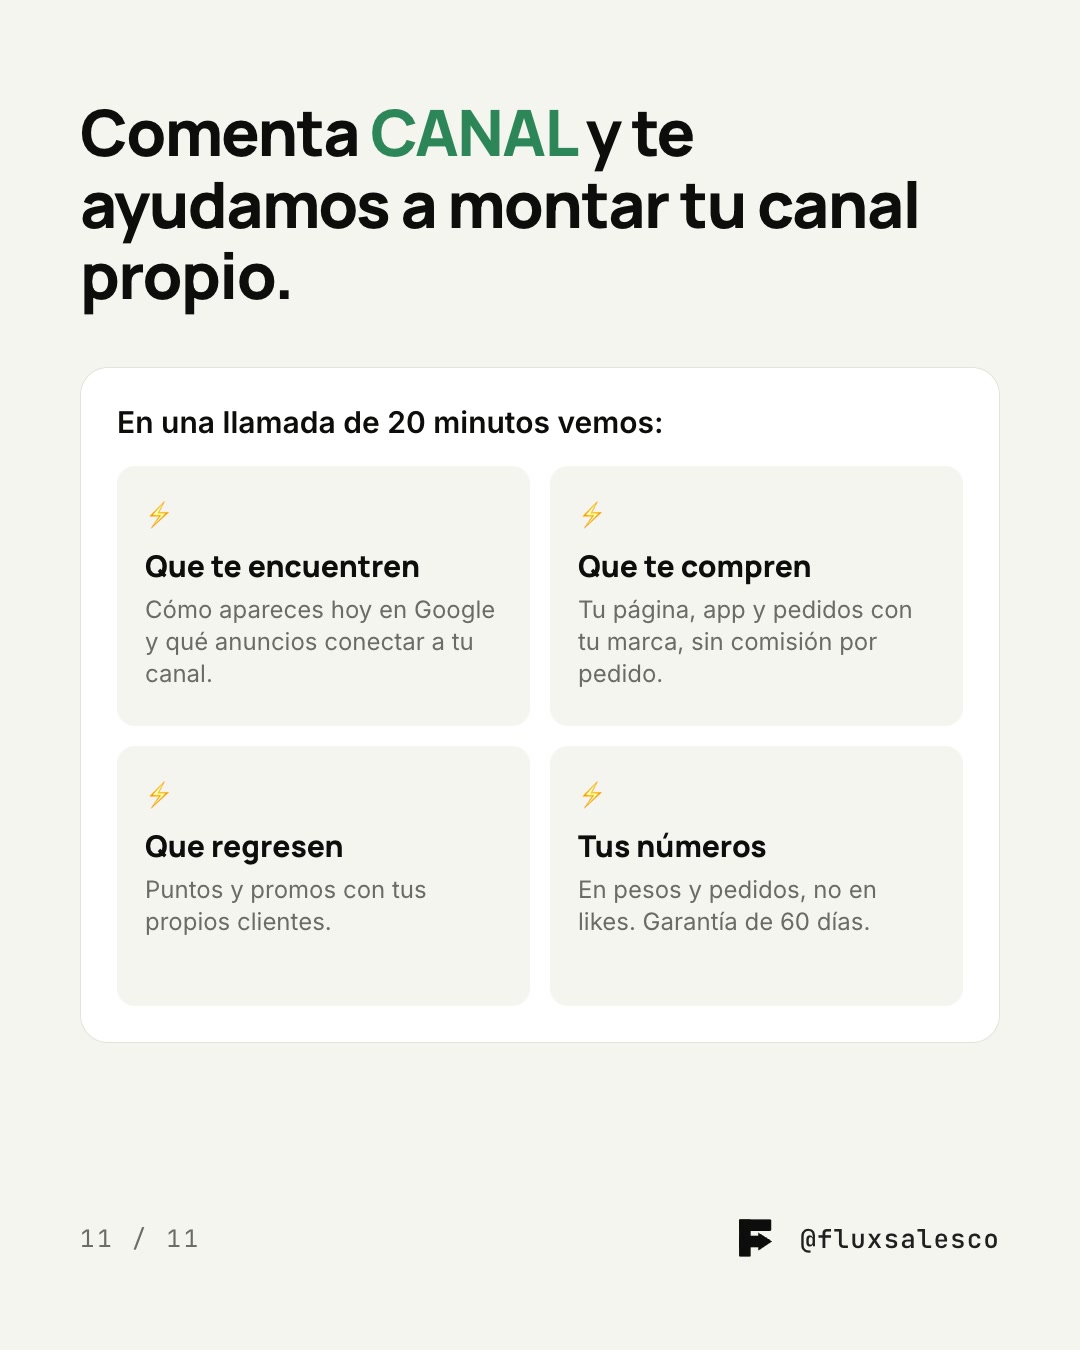 Comenta CANAL y te
ayudamos a montar tu canal
propio.
En una llamada de 20 minutos vemos:
Que te encuentren
Cómo apareces hoy en Google
y qué anuncios conectar a tu
canal.
Que te compren
Tu página, app y pedidos con
tu marca, sin comisión por
pedido.
Que regresen
Puntos y promos con tus
propios clientes.
Tus números
En pesos y pedidos, no en
likes. Garantía de 60 días.
11 / 11
@fluxsalesco